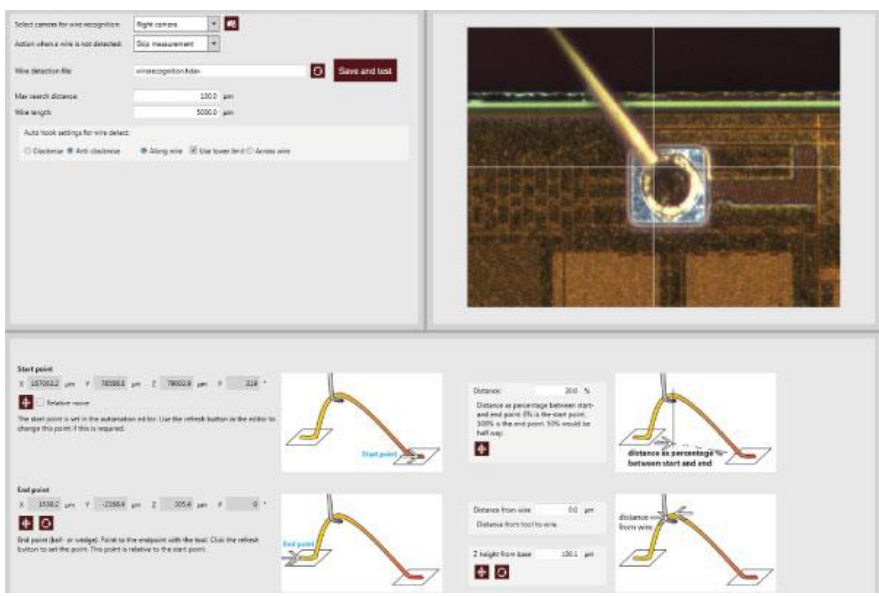 Select camera for wire recognition: Right camera
Action when a wire is not detected: Skip measurement
Wire detection file: wirerecognition.hdev Save and test
Max search distance: 100.0 µm
Wire length: 5000.0 µm
Auto hook settings for wire detect:
Clockwise Anti clockwise Along wire Use lower limit Across wire
Start point
X µm Y µm Z µm °
Relative move
The start point is set in the automation editor. Use the refresh button in the editor to
change this point if this is required.
Start point
Distance: %
Distance as percentage between start-
and end point. 0% is the start point.
100% is the end point. 50% would be
half way.
distance as percentage %
between start and end
End point
X µm Y µm Z µm 0 °
End point (ball- or wedge). Point to the endpoint with the tool. Click the refresh
button to set the point. This point is relative to the start point.
End point
Distance from wire 0.0 µm
Distance from tool to wire.
Z height from base 100.1 µm
distance
from wire